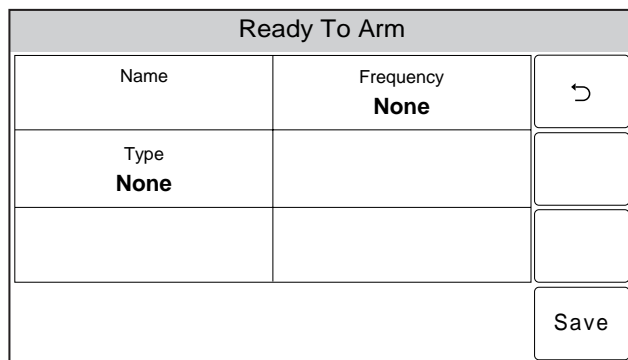 Ready To Arm
Name
Frequency
None
Type
None
Save